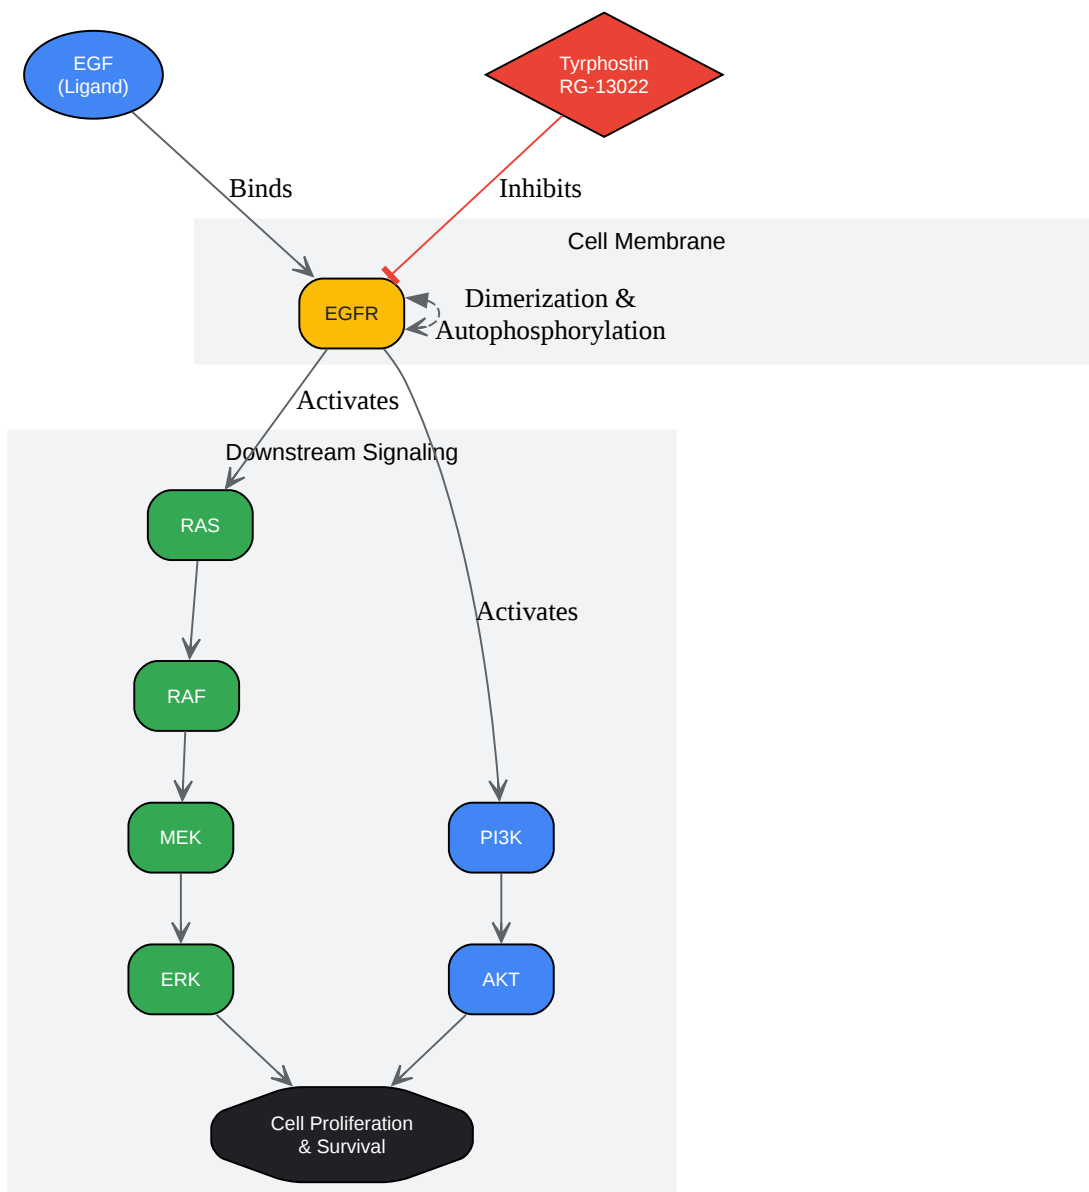 EGF
(Ligand)
Tyrphostin
RG-13022
Binds
Inhibits
Cell Membrane
EGFR
Dimerization &
Autophosphorylation
Activates
Downstream Signaling
RAS
Activates
RAF
MEK
PI3K
ERK
AKT
Cell Proliferation
& Survival